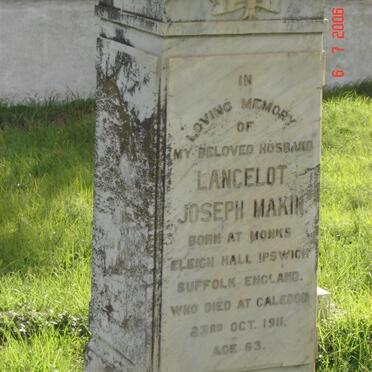 IN
LOVING MEMORY
OF
MY BELOVED HUSBAND
LANCELOT
JOSEPH MAKIN
BORN AT MONKS
ELEIGH HALL IPSWICH
SUFFOLK ENGLAND.
WHO DIED AT CALEDON
23RD OCT. 1911.
AGE 63.
6 7 2006